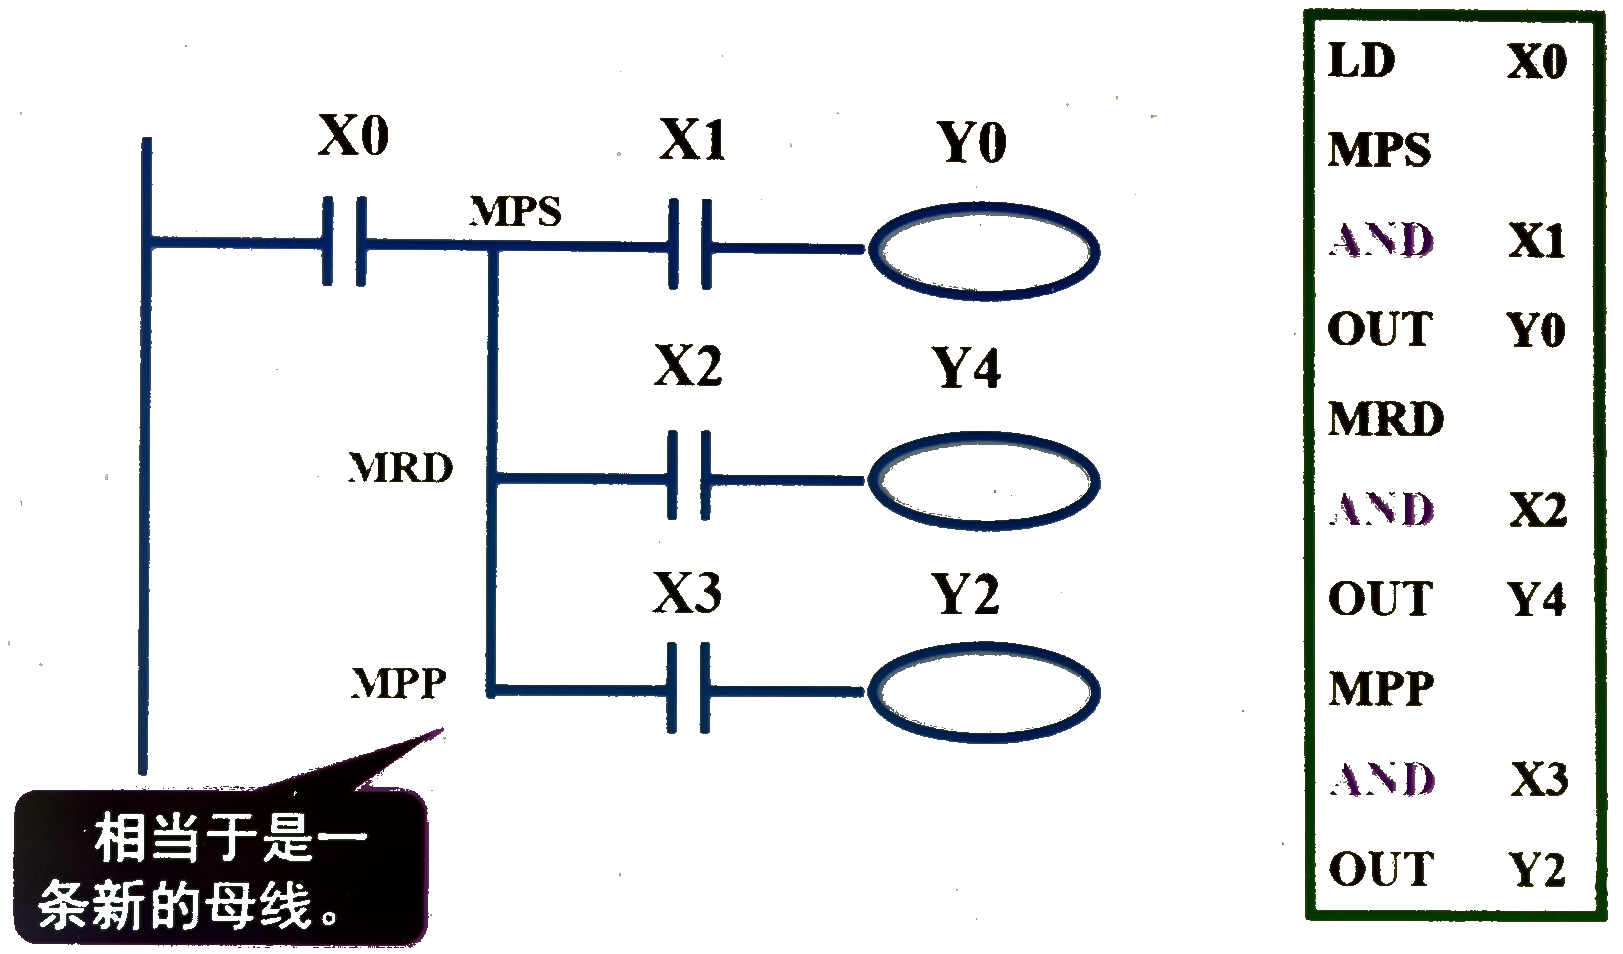 X0 X1 Y0
MPS
X2 Y4
MRD
X3 Y2
MPP
相当于是一
条新的母线。
LD X0
MPS
AND X1
OUT Y0
MRD
AND X2
OUT Y4
MPP
AND X3
OUT Y2